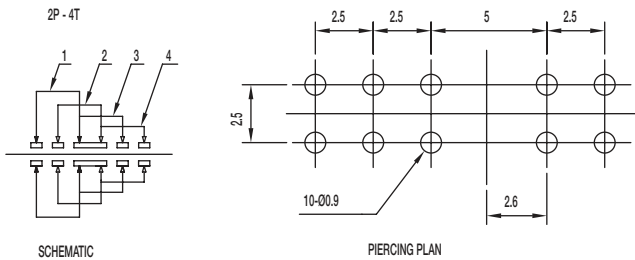 2P - 4T
1
2
3
4
SCHEMATIC
2.5
2.5
5
2.5
2.5
10-Ø0.9
2.6
PIERCING PLAN